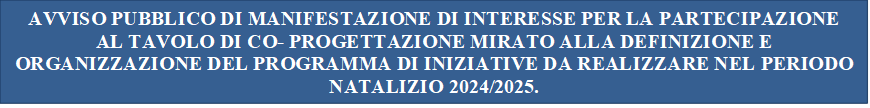 AVVISO PUBBLICO DI MANIFESTAZIONE DI INTERESSE PER LA PARTECIPAZIONE
AL TAVOLO DI CO- PROGETTAZIONE MIRATO ALLA DEFINIZIONE E
ORGANIZZAZIONE DEL PROGRAMMA DI INIZIATIVE DA REALIZZARE NEL PERIODO
NATALIZIO 2024/2025.